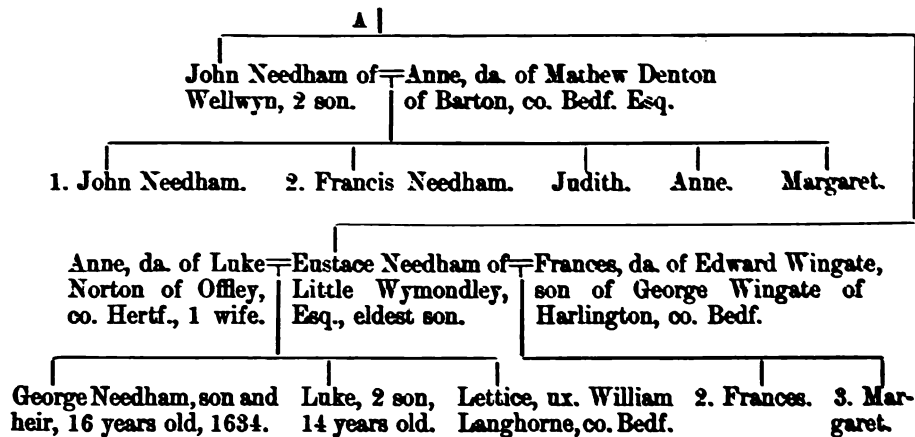 A
John Needham of Anne, da. of Mathew Denton
Wellwyn, 2 son. of Barton, co. Bedf. Esq.
1. John Needham. 2. Francis Needham. Judith. Anne. Margaret.
Anne, da. of Luke Eustace Needham of Frances, da. of Edward Wingate,
Norton of Offley, Little Wymondley, son of George Wingate of
co. Hertf., 1 wife. Esq., eldest son. Harlington, co. Bedf.
George Needham, son and Luke, 2 son, Lettice, ux. William 2. Frances. 3. Mar-
heir, 16 years old, 1634. 14 years old. Langhorne, co. Bedf. garet.